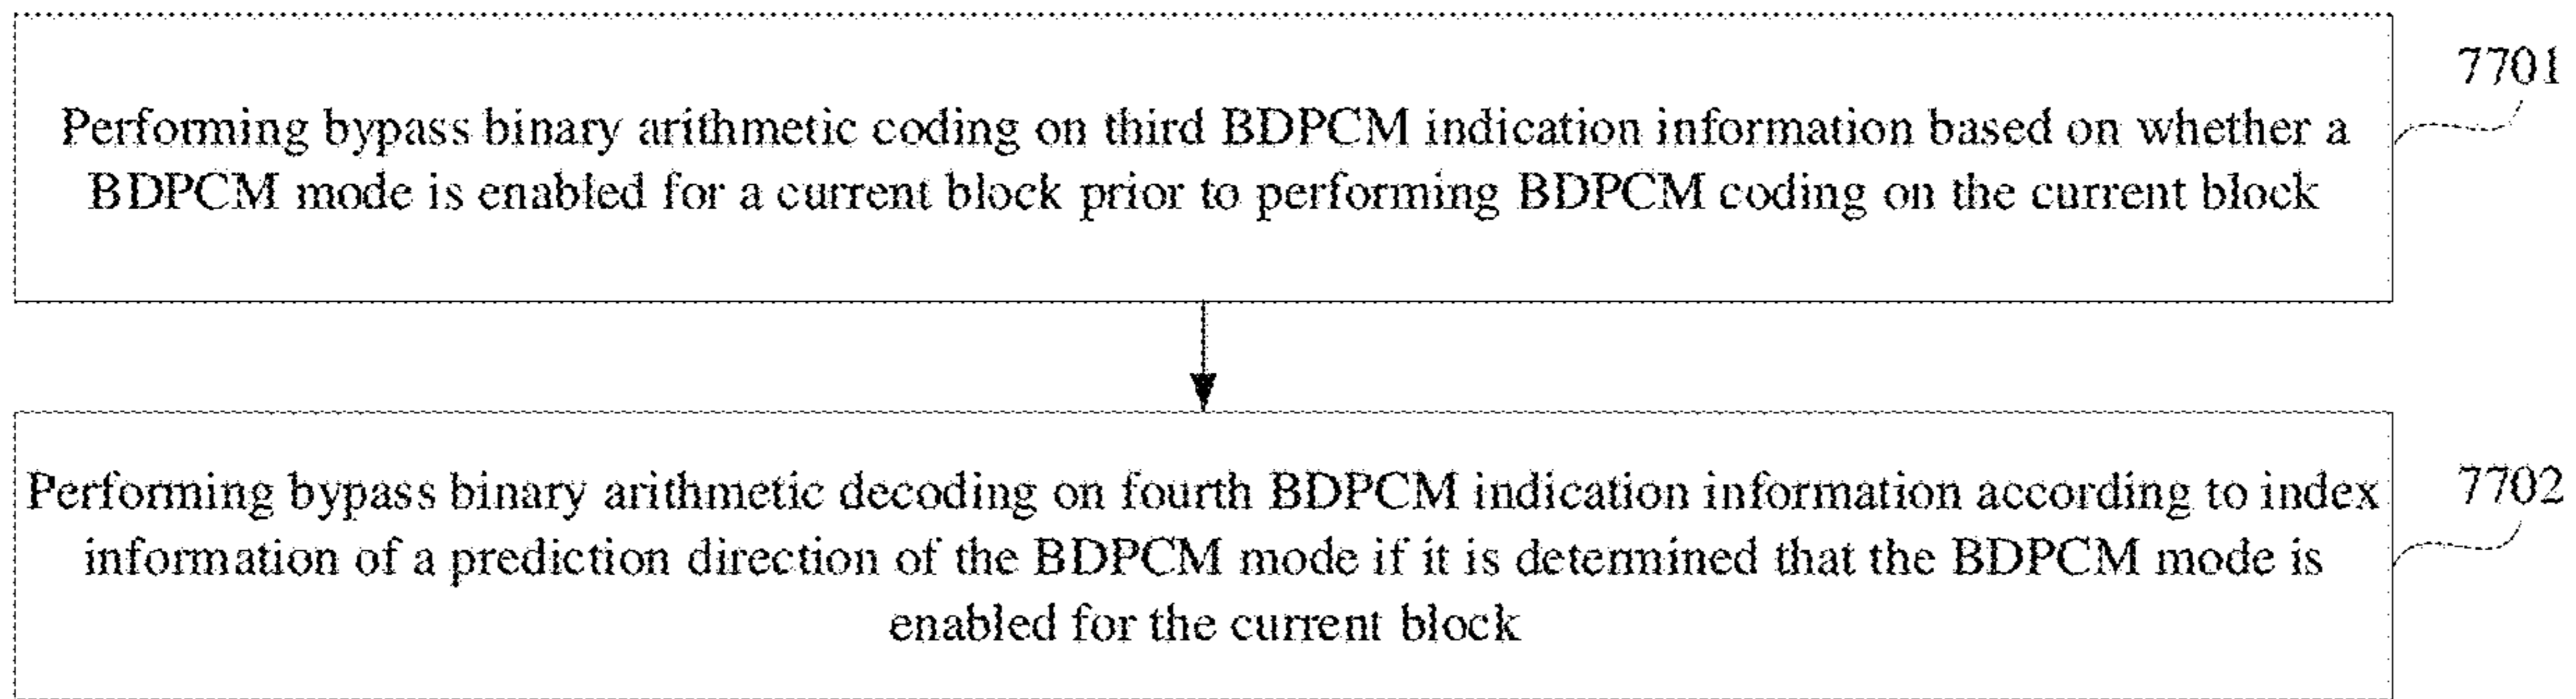 Performing bypass binary arithmetic coding on third BDPCM indication information based on whether a
BDPCM mode is enabled for a current block prior to performing BDPCM coding on the current block
7701
Performing bypass binary arithmetic decoding on fourth BDPCM indication information according to index
information of a prediction direction of the BDPCM mode if it is determined that the BDPCM mode is
enabled for the current block
7702